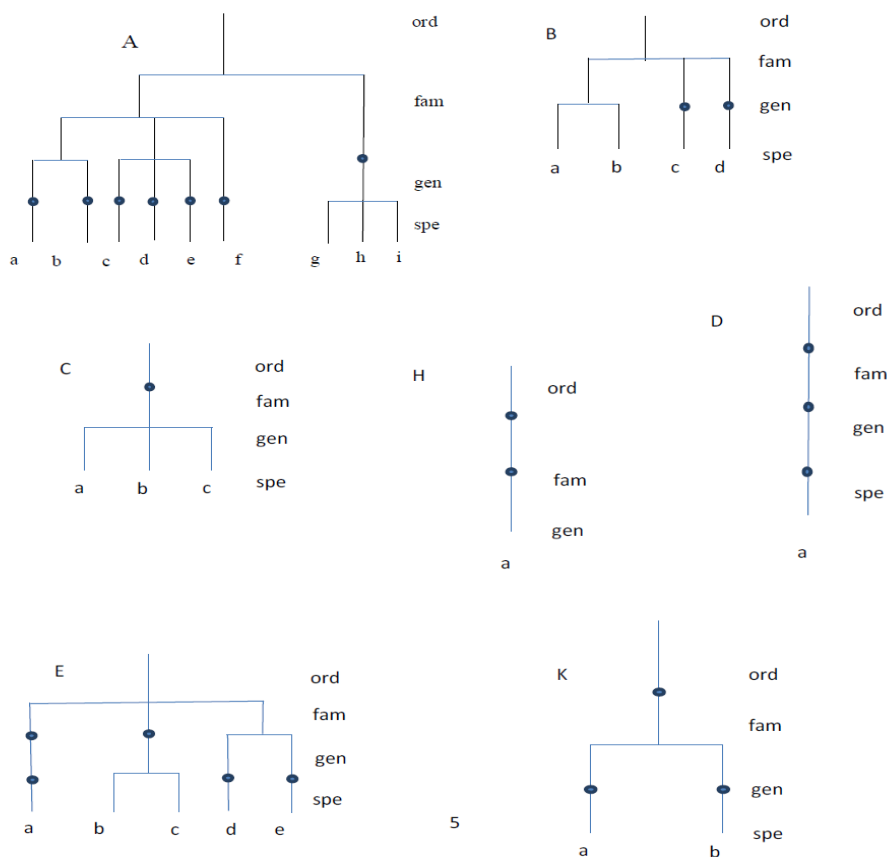 A
ord
fam
gen
spe
a b c d e f g h i
B
ord
fam
gen
spe
a b c d
C
ord
fam
gen
spe
a b c
H
ord
fam
gen
a
D
ord
fam
gen
spe
a
E
ord
fam
gen
spe
a b c d e
5
K
ord
fam
gen
spe
a b